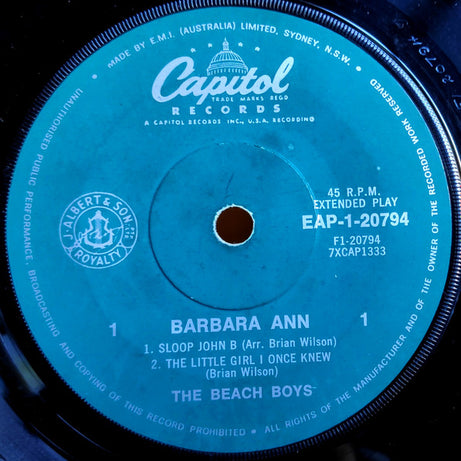 MADE BY E.M.I. (AUSTRALIA) LIMITED, SYDNEY, N.S.W.
Capitol
TRADE MARKS REGD
RECORDS
A CAPITOL RECORDS INC., U.S.A. RECORDING
J. ALBERT & SON
ROYALTY
45 R.P.M.
EXTENDED PLAY
EAP-1-20794
F1-20794
7XCAP1333
1
BARBARA ANN
1
1. SLOOP JOHN B (Arr. Brian Wilson)
2. THE LITTLE GIRL I ONCE KNEW
(Brian Wilson)
THE BEACH BOYS
ALL RIGHTS OF THE MANUFACTURER AND OF THE OWNER OF THE RECORDED WORK RESERVED
UNAUTHORISED PUBLIC PERFORMANCE, BROADCASTING AND COPYING OF THIS RECORD PROHIBITED